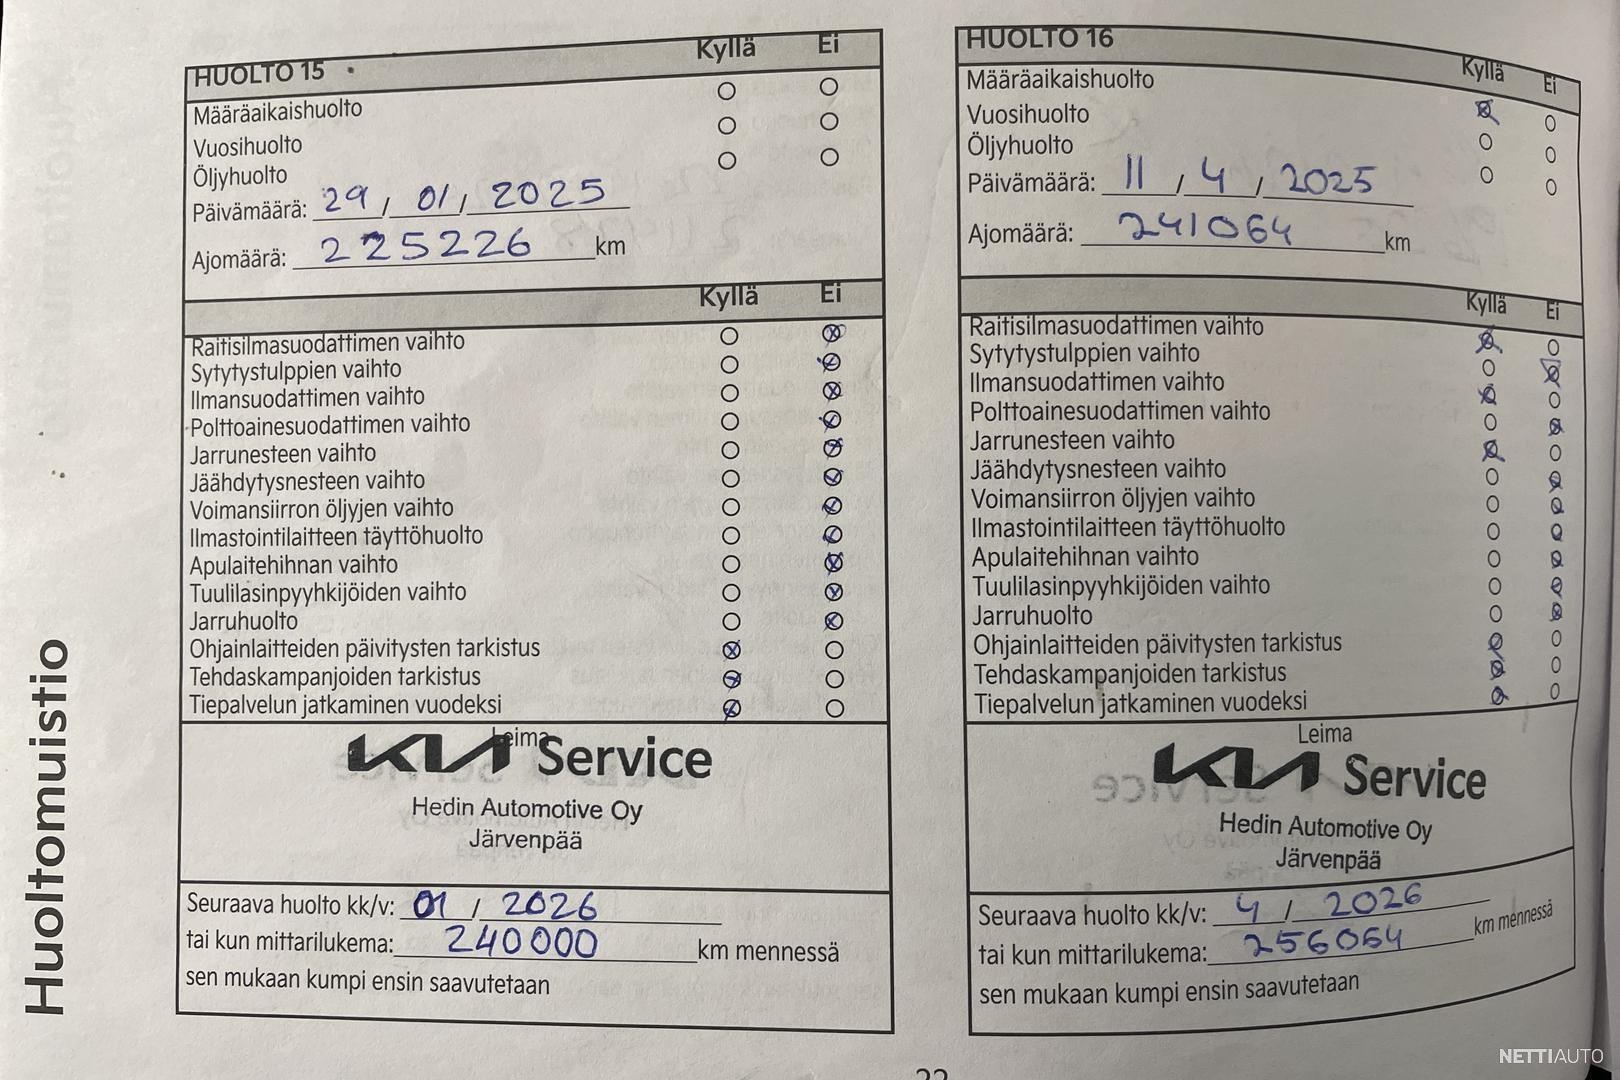 Huoltomuistio
HUOLTO 15
Kyllä Ei
Määräaikaishuolto
Vuosihuolto
Öljyhuolto
Päivämäärä: 29 / 01 / 2025
Ajomäärä: 225226 km
Kyllä Ei
Raitisilmasuodattimen vaihto
Sytytystulppien vaihto
Ilmansuodattimen vaihto
Polttoainesuodattimen vaihto
Jarrunesteen vaihto
Jäähdytysnesteen vaihto
Voimansiirron öljyjen vaihto
Ilmastointilaitteen täyttöhuolto
Apulaitehihnan vaihto
Tuulilasinpyyhkijöiden vaihto
Jarruhuolto
Ohjainlaitteiden päivitysten tarkistus
Tehdaskampanjoiden tarkistus
Tiepalvelun jatkaminen vuodeksi
Leima
KIA Service
Hedin Automotive Oy
Järvenpää
Seuraava huolto kk/v: 01 / 2026
tai kun mittarilukema: 240000 km mennessä
sen mukaan kumpi ensin saavutetaan
HUOLTO 16
Kyllä Ei
Määräaikaishuolto
Vuosihuolto
Öljyhuolto
Päivämäärä: 11 / 4 / 2025
Ajomäärä: 241064 km
Kyllä Ei
Raitisilmasuodattimen vaihto
Sytytystulppien vaihto
Ilmansuodattimen vaihto
Polttoainesuodattimen vaihto
Jarrunesteen vaihto
Jäähdytysnesteen vaihto
Voimansiirron öljyjen vaihto
Ilmastointilaitteen täyttöhuolto
Apulaitehihnan vaihto
Tuulilasinpyyhkijöiden vaihto
Jarruhuolto
Ohjainlaitteiden päivitysten tarkistus
Tehdaskampanjoiden tarkistus
Tiepalvelun jatkaminen vuodeksi
Leima
KIA Service
Hedin Automotive Oy
Järvenpää
Seuraava huolto kk/v: 4 / 2026
tai kun mittarilukema: 256064 km mennessä
sen mukaan kumpi ensin saavutetaan
NETTIAUTO